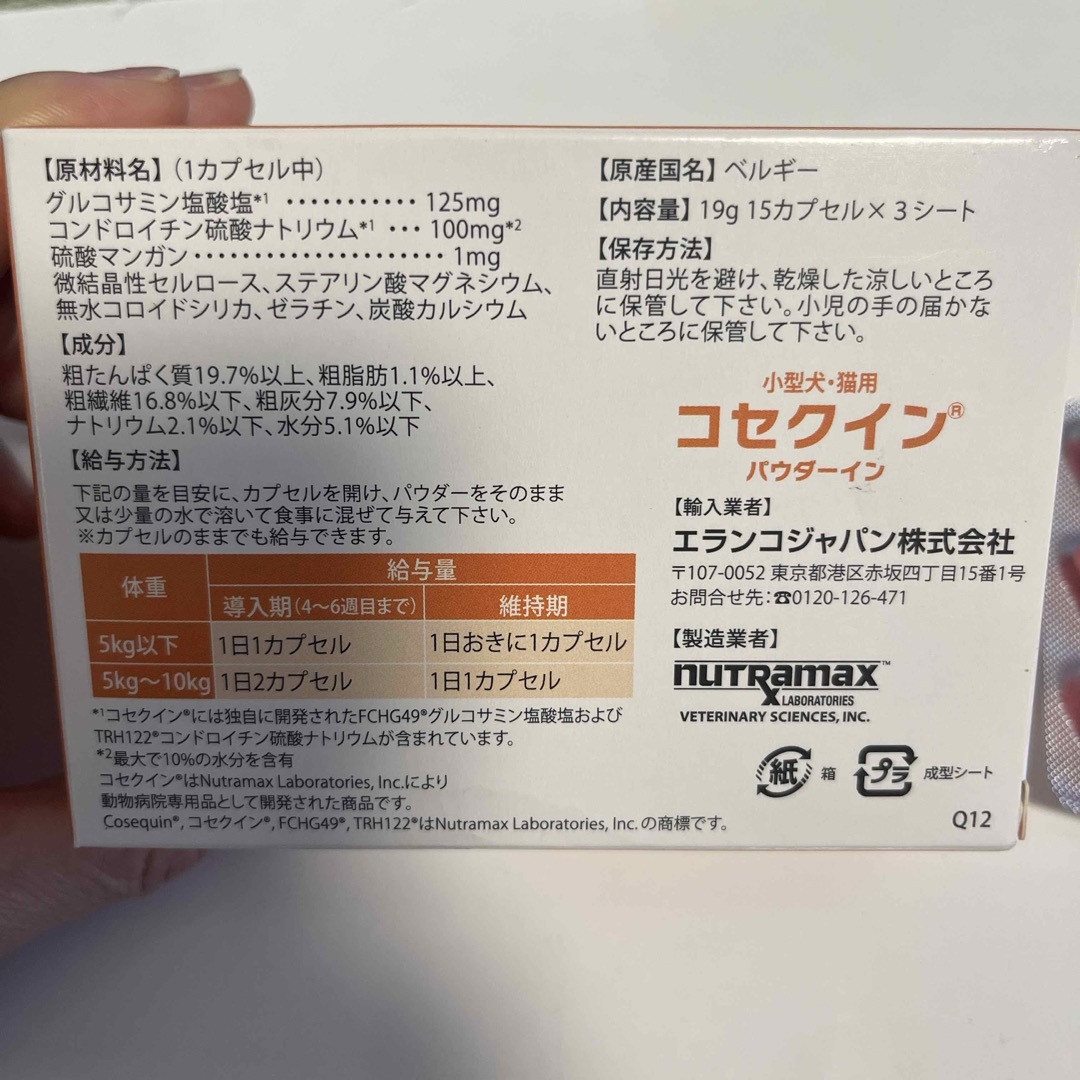 【原材料名】（1カプセル中）
グルコサミン塩酸塩*1 ･･･････････ 125mg
コンドロイチン硫酸ナトリウム*1 ･･･ 100mg*2
硫酸マンガン･････････････････････ 1mg
微結晶性セルロース、ステアリン酸マグネシウム、
無水コロイドシリカ、ゼラチン、炭酸カルシウム
【成分】
粗たんぱく質19.7%以上、粗脂肪1.1%以上、
粗繊維16.8%以下、粗灰分7.9%以下、
ナトリウム2.1%以下、水分5.1%以下
【給与方法】
下記の量を目安に、カプセルを開け、パウダーをそのまま
又は少量の水で溶いて食事に混ぜて与えて下さい。
※カプセルのままでも給与できます。
体重
給与量
導入期（4〜6週目まで）
維持期
5kg以下
1日1カプセル
1日おきに1カプセル
5kg〜10kg
1日2カプセル
1日1カプセル
*1コセクイン®には独自に開発されたFCHG49®グルコサミン塩酸塩および
TRH122®コンドロイチン硫酸ナトリウムが含まれています。
*2最大で10%の水分を含有
コセクイン®はNutramax Laboratories, Inc.により
動物病院専用品として開発された商品です。
Cosequin®, コセクイン®, FCHG49®, TRH122®はNutramax Laboratories, Inc. の商標です。
【原産国名】ベルギー
【内容量】19g 15カプセル×3シート
【保存方法】
直射日光を避け、乾燥した涼しいところ
に保管して下さい。小児の手の届かな
いところに保管して下さい。
小型犬・猫用
コセクイン®
パウダーイン
【輸入業者】
エランコジャパン株式会社
〒107-0052 東京都港区赤坂四丁目15番1号
お問合せ先：☎0120-126-471
【製造業者】
nutramax™
LABORATORIES
VETERINARY SCIENCES, INC.
紙 箱
プラ 成型シート
Q12